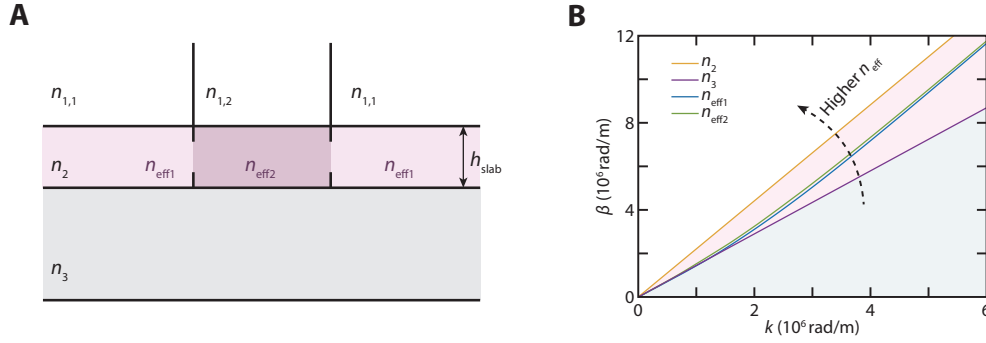 A
n1,1
n1,2
n1,1
n2
neff1
neff2
neff1
hslab
n3
B
12
8
4
0
β (10⁶ rad/m)
n2
n3
neff1
neff2
Higher neff
0
2
4
6
k (10⁶ rad/m)